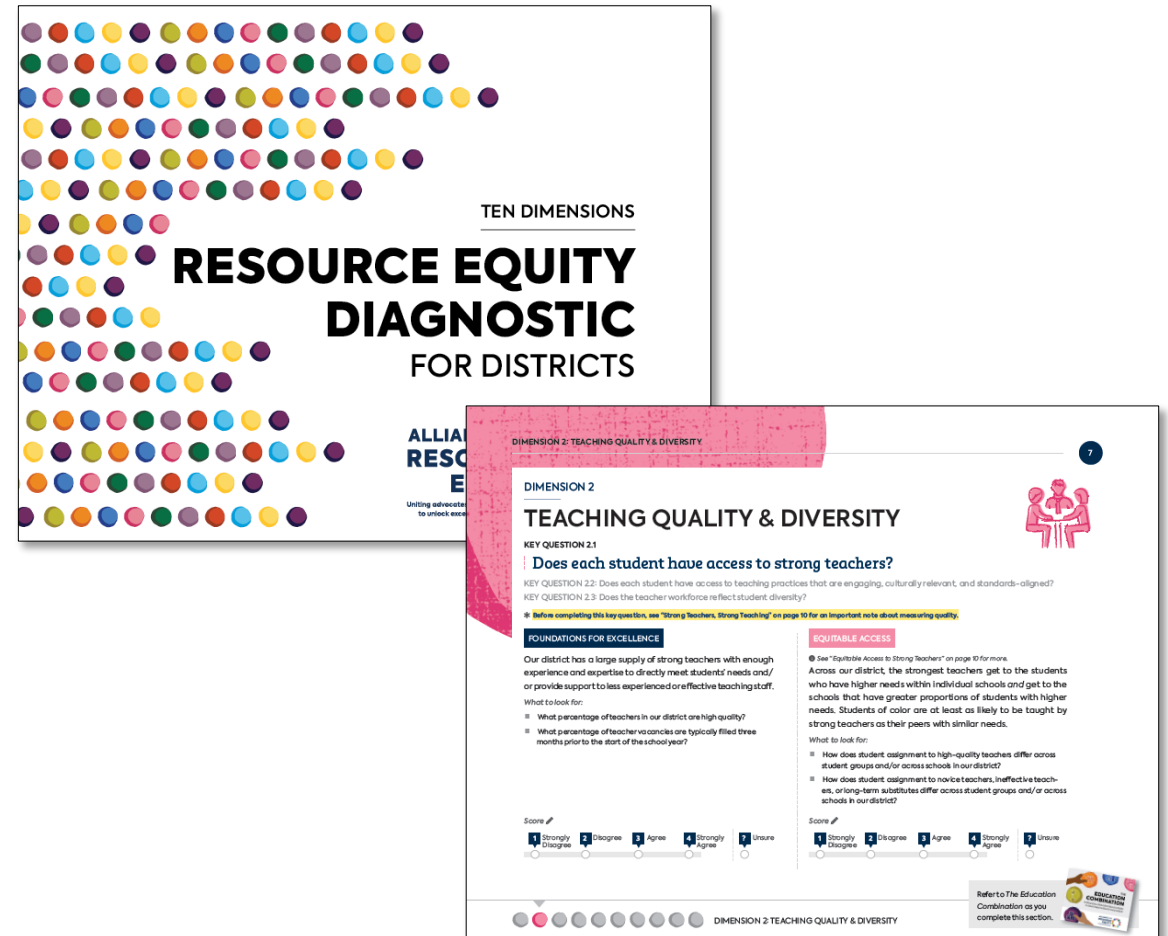 TEN DIMENSIONS
RESOURCE EQUITY
DIAGNOSTIC
FOR DISTRICTS
Uniting
to unlock
DIMENSION 2: TEACHING QUALITY & DIVERSITY
7
DIMENSION 2
TEACHING QUALITY & DIVERSITY
KEY QUESTION 2.1
Does each student have access to strong teachers?
KEY QUESTION 2.2: Does each student have access to teaching practices that are engaging, culturally relevant, and standards-aligned?
KEY QUESTION 2.3: Does the teacher workforce reflect student diversity?
✱ Before completing this key question, see "Strong Teachers, Strong Teaching" on page 10 for an important note about measuring quality.
FOUNDATIONS FOR EXCELLENCE
Our district has a large supply of strong teachers with enough
experience and expertise to directly meet students' needs and/
or provide support to less experienced or effective teaching staff.
What to look for:
What percentage of teachers in our district are high quality?
What percentage of teacher vacancies are typically filled three
months prior to the start of the school year?
Score
1 Strongly Disagree 2 Disagree 3 Agree 4 Strongly Agree ? Unsure
EQUITABLE ACCESS
See "Equitable Access to Strong Teachers" on page 10 for more.
Across our district, the strongest teachers get to the students
who have higher needs within individual schools and get to the
schools that have greater proportions of students with higher
needs. Students of color are at least as likely to be taught by
strong teachers as their peers with similar needs.
What to look for:
How does student assignment to high-quality teachers differ across
student groups and/or across schools in our district?
How does student assignment to novice teachers, ineffective teach-
ers, or long-term substitutes differ across student groups and/or across
schools in our district?
Score
1 Strongly Disagree 2 Disagree 3 Agree 4 Strongly Agree ? Unsure
Refer to The Education
Combination as you
complete this section.
THE
EDUCATION
COMBINATION
DIMENSION 2: TEACHING QUALITY & DIVERSITY